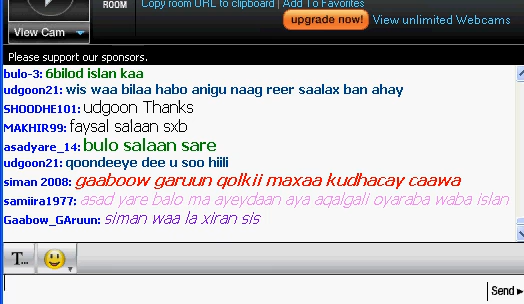 ROOM
Copy room URL to clipboard | Add To Favorites
upgrade now! View unlimited Webcams
View Cam
Please support our sponsors.
bulo-3: 6bilod islan kaa
udgoon21: wis waa bilaa habo anigu naag reer saalax ban ahay
SHOODHE101: udgoon Thanks
MAKHIR99: faysal salaan sxb
asadyare_14: bulo salaan sare
udgoon21: qoondeeye dee u soo hiili
siman 2008: gaaboow garuun qolkii maxaa kudhacay caawa
samiira1977: asad yare balo ma ayeydaan aya aqalgali oyaraba waba islan
Gaabow_GAruun: siman waa la xiran sis
T...
Send